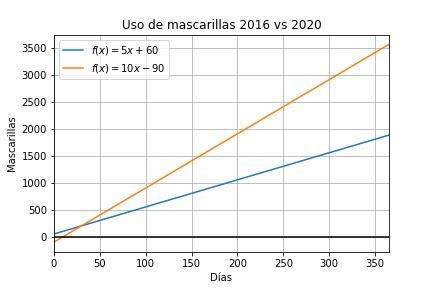 Uso de mascarillas 2016 vs 2020
f(x) = 5x + 60
f(x) = 10x − 90
Mascarillas
3500
3000
2500
2000
1500
1000
500
0
0 50 100 150 200 250 300 350
Días